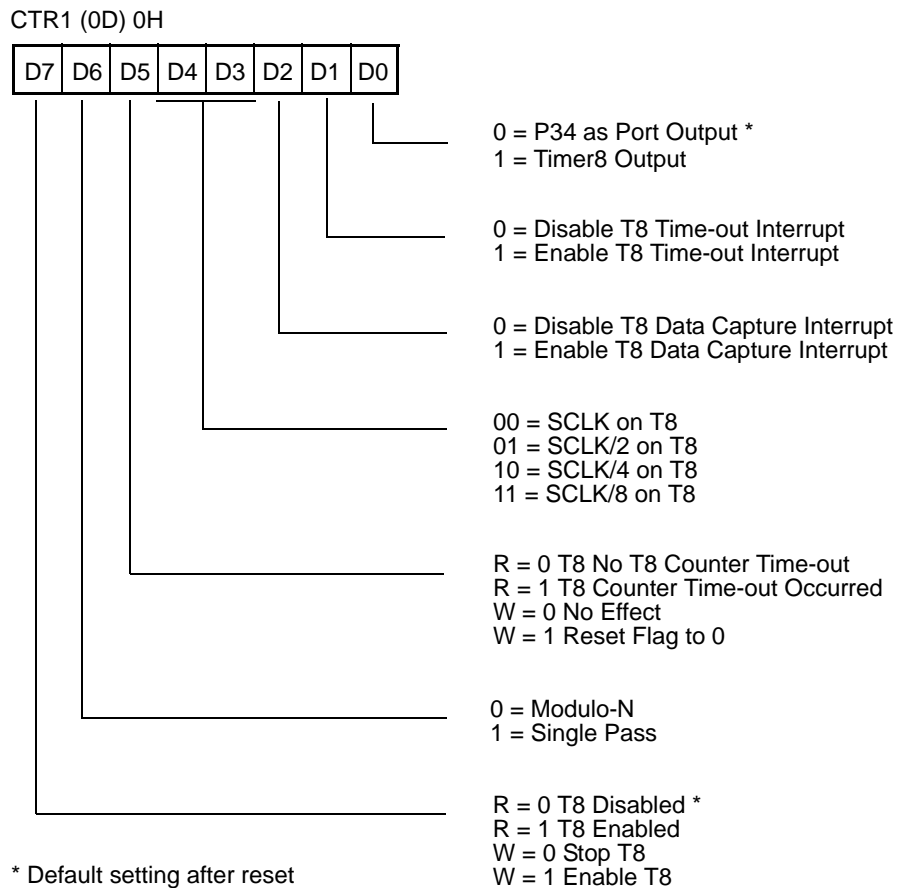 CTR1 (0D) 0H
D7 D6 D5 D4 D3 D2 D1 D0
0 = P34 as Port Output *
1 = Timer8 Output
0 = Disable T8 Time-out Interrupt
1 = Enable T8 Time-out Interrupt
0 = Disable T8 Data Capture Interrupt
1 = Enable T8 Data Capture Interrupt
00 = SCLK on T8
01 = SCLK/2 on T8
10 = SCLK/4 on T8
11 = SCLK/8 on T8
R = 0 T8 No T8 Counter Time-out
R = 1 T8 Counter Time-out Occurred
W = 0 No Effect
W = 1 Reset Flag to 0
0 = Modulo-N
1 = Single Pass
R = 0 T8 Disabled *
R = 1 T8 Enabled
W = 0 Stop T8
W = 1 Enable T8
* Default setting after reset